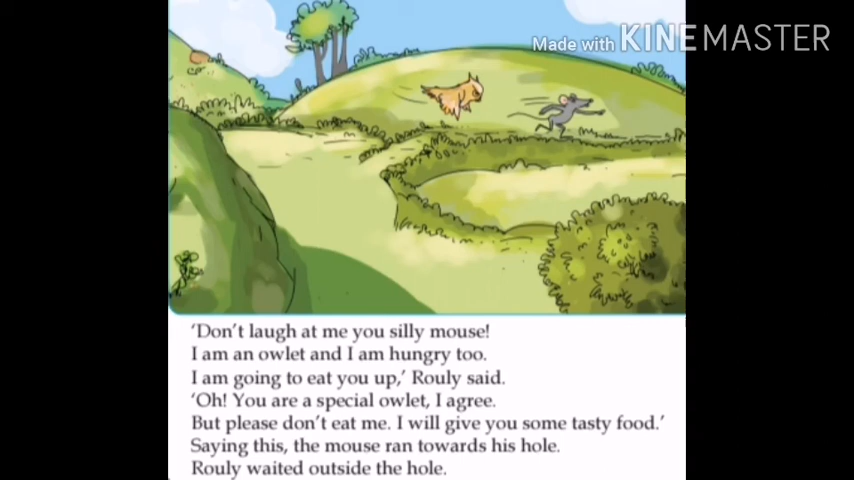 Made with KINEMASTER
‘Don’t laugh at me you silly mouse!
I am an owlet and I am hungry too.
I am going to eat you up,’ Rouly said.
‘Oh! You are a special owlet, I agree.
But please don’t eat me. I will give you some tasty food.’
Saying this, the mouse ran towards his hole.
Rouly waited outside the hole.